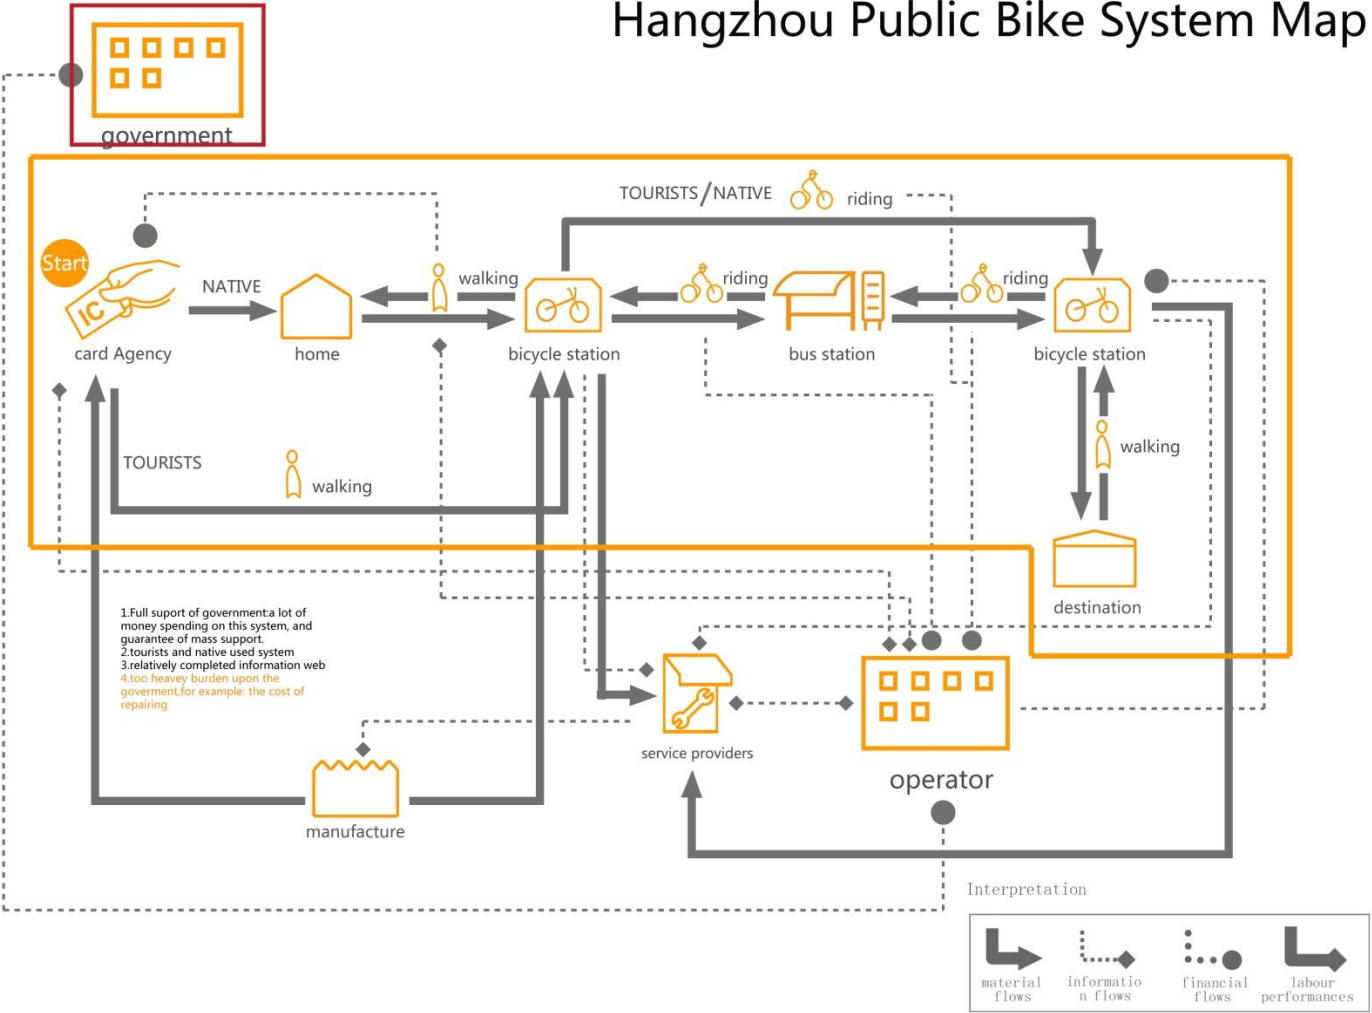 Hangzhou Public Bike System Map
government
TOURISTS/NATIVE
riding
Start
IC
NATIVE
walking
riding
riding
card Agency
home
bicycle station
bus station
bicycle station
TOURISTS
walking
walking
destination
1.Full suport of government:a lot of
money spending on this system, and
guarantee of mass support.
2.tourists and native used system
3.relatively completed information web
4.too heavey burden upon the
goverment,for example: the cost of
repairing
service providers
operator
manufacture
Interpretation
material
flows
informatio
n flows
financial
flows
labour
performances